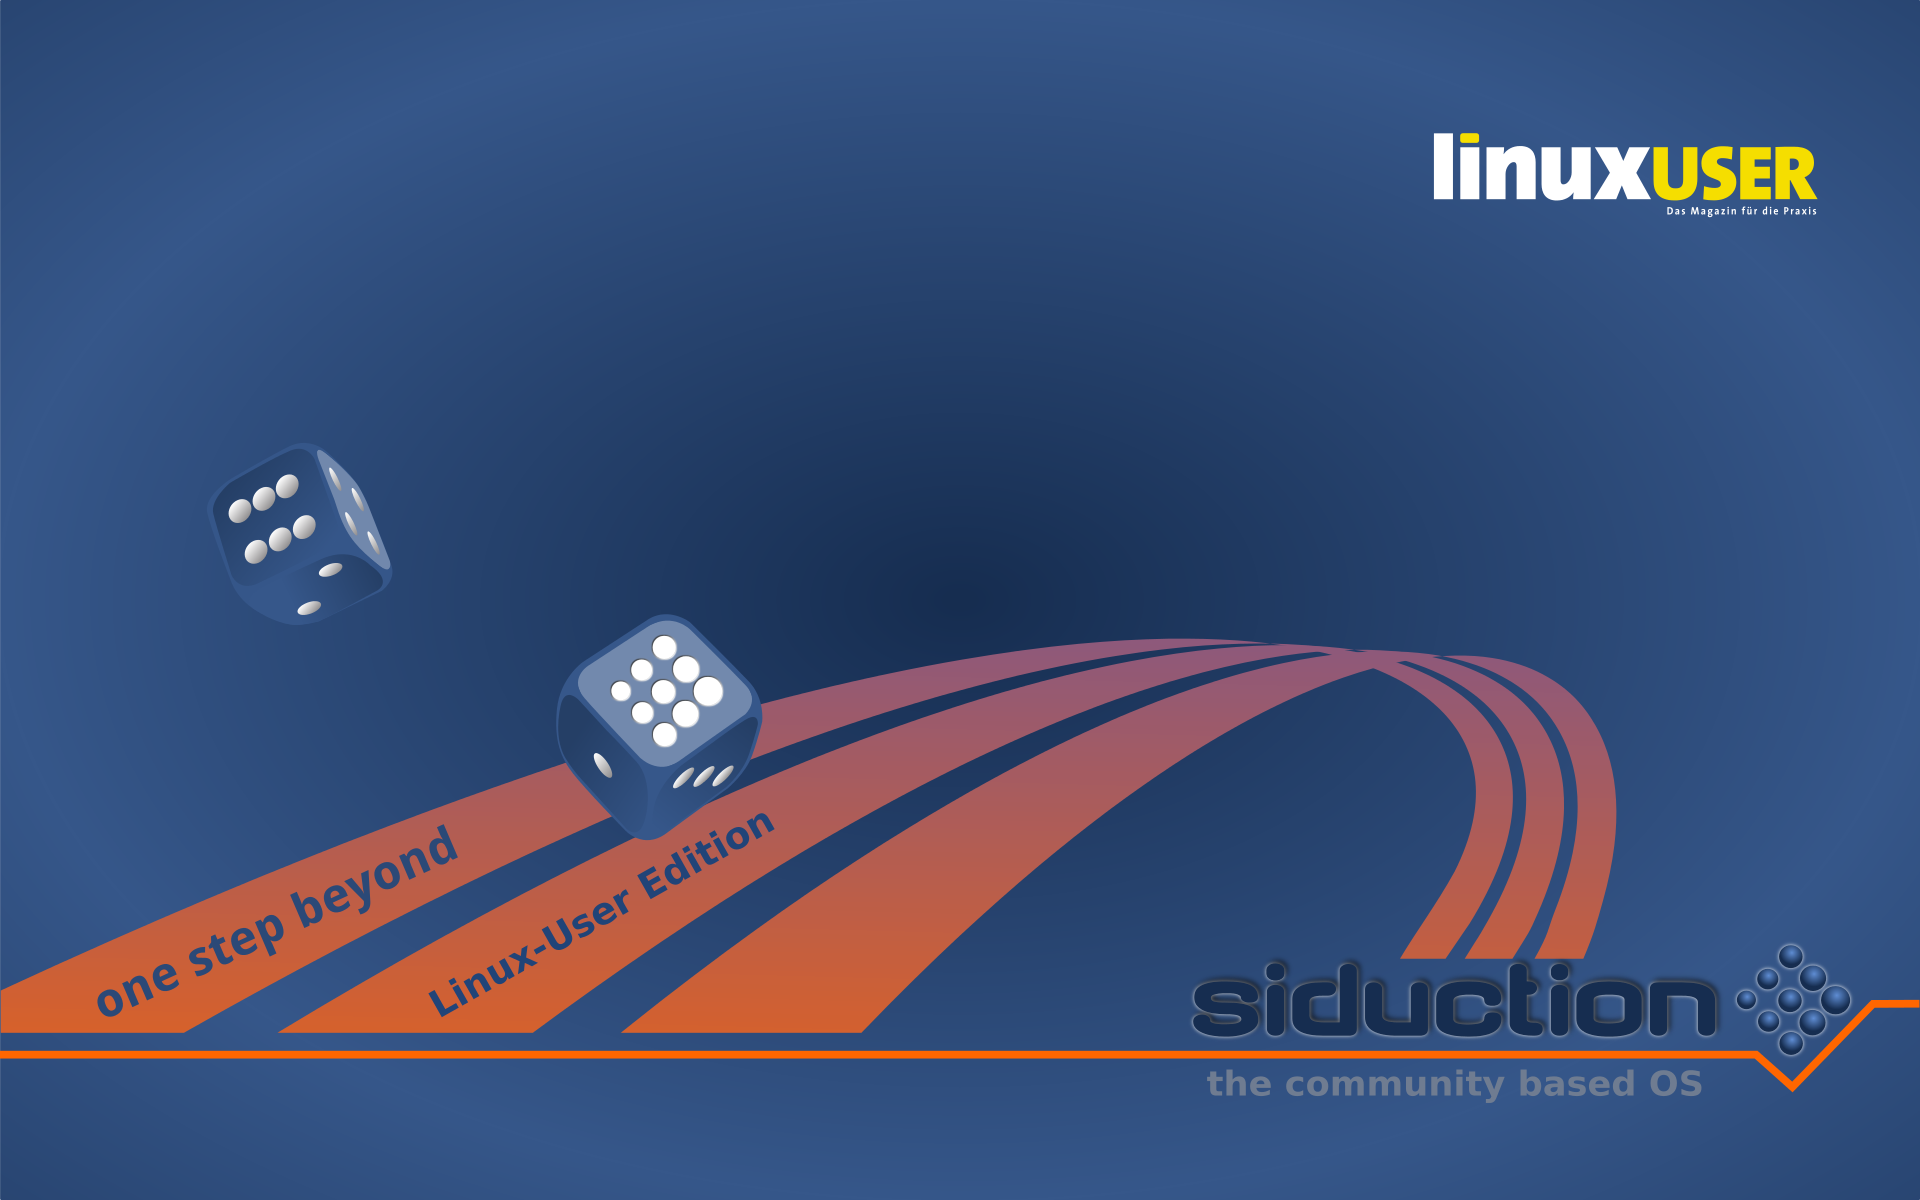 linuxUSER
Das Magazin für die Praxis
one step beyond
Linux-User Edition
siduction
the community based OS